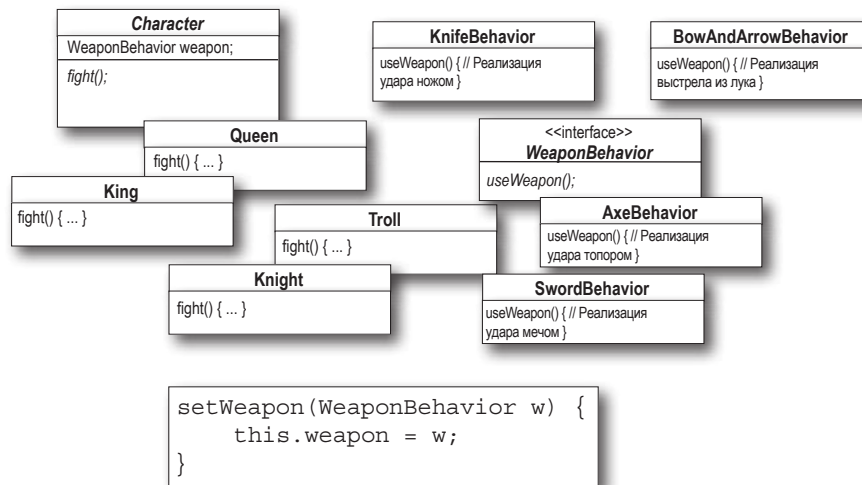 Character
WeaponBehavior weapon;
fight();
KnifeBehavior
useWeapon() { // Реализация
удара ножом }
BowAndArrowBehavior
useWeapon() { // Реализация
выстрела из лука }
Queen
fight() { ... }
<<interface>>
WeaponBehavior
useWeapon();
King
fight() { ... }
Troll
fight() { ... }
AxeBehavior
useWeapon() { // Реализация
удара топором }
Knight
fight() { ... }
SwordBehavior
useWeapon() { // Реализация
удара мечом }
setWeapon(WeaponBehavior w) {
    this.weapon = w;
}